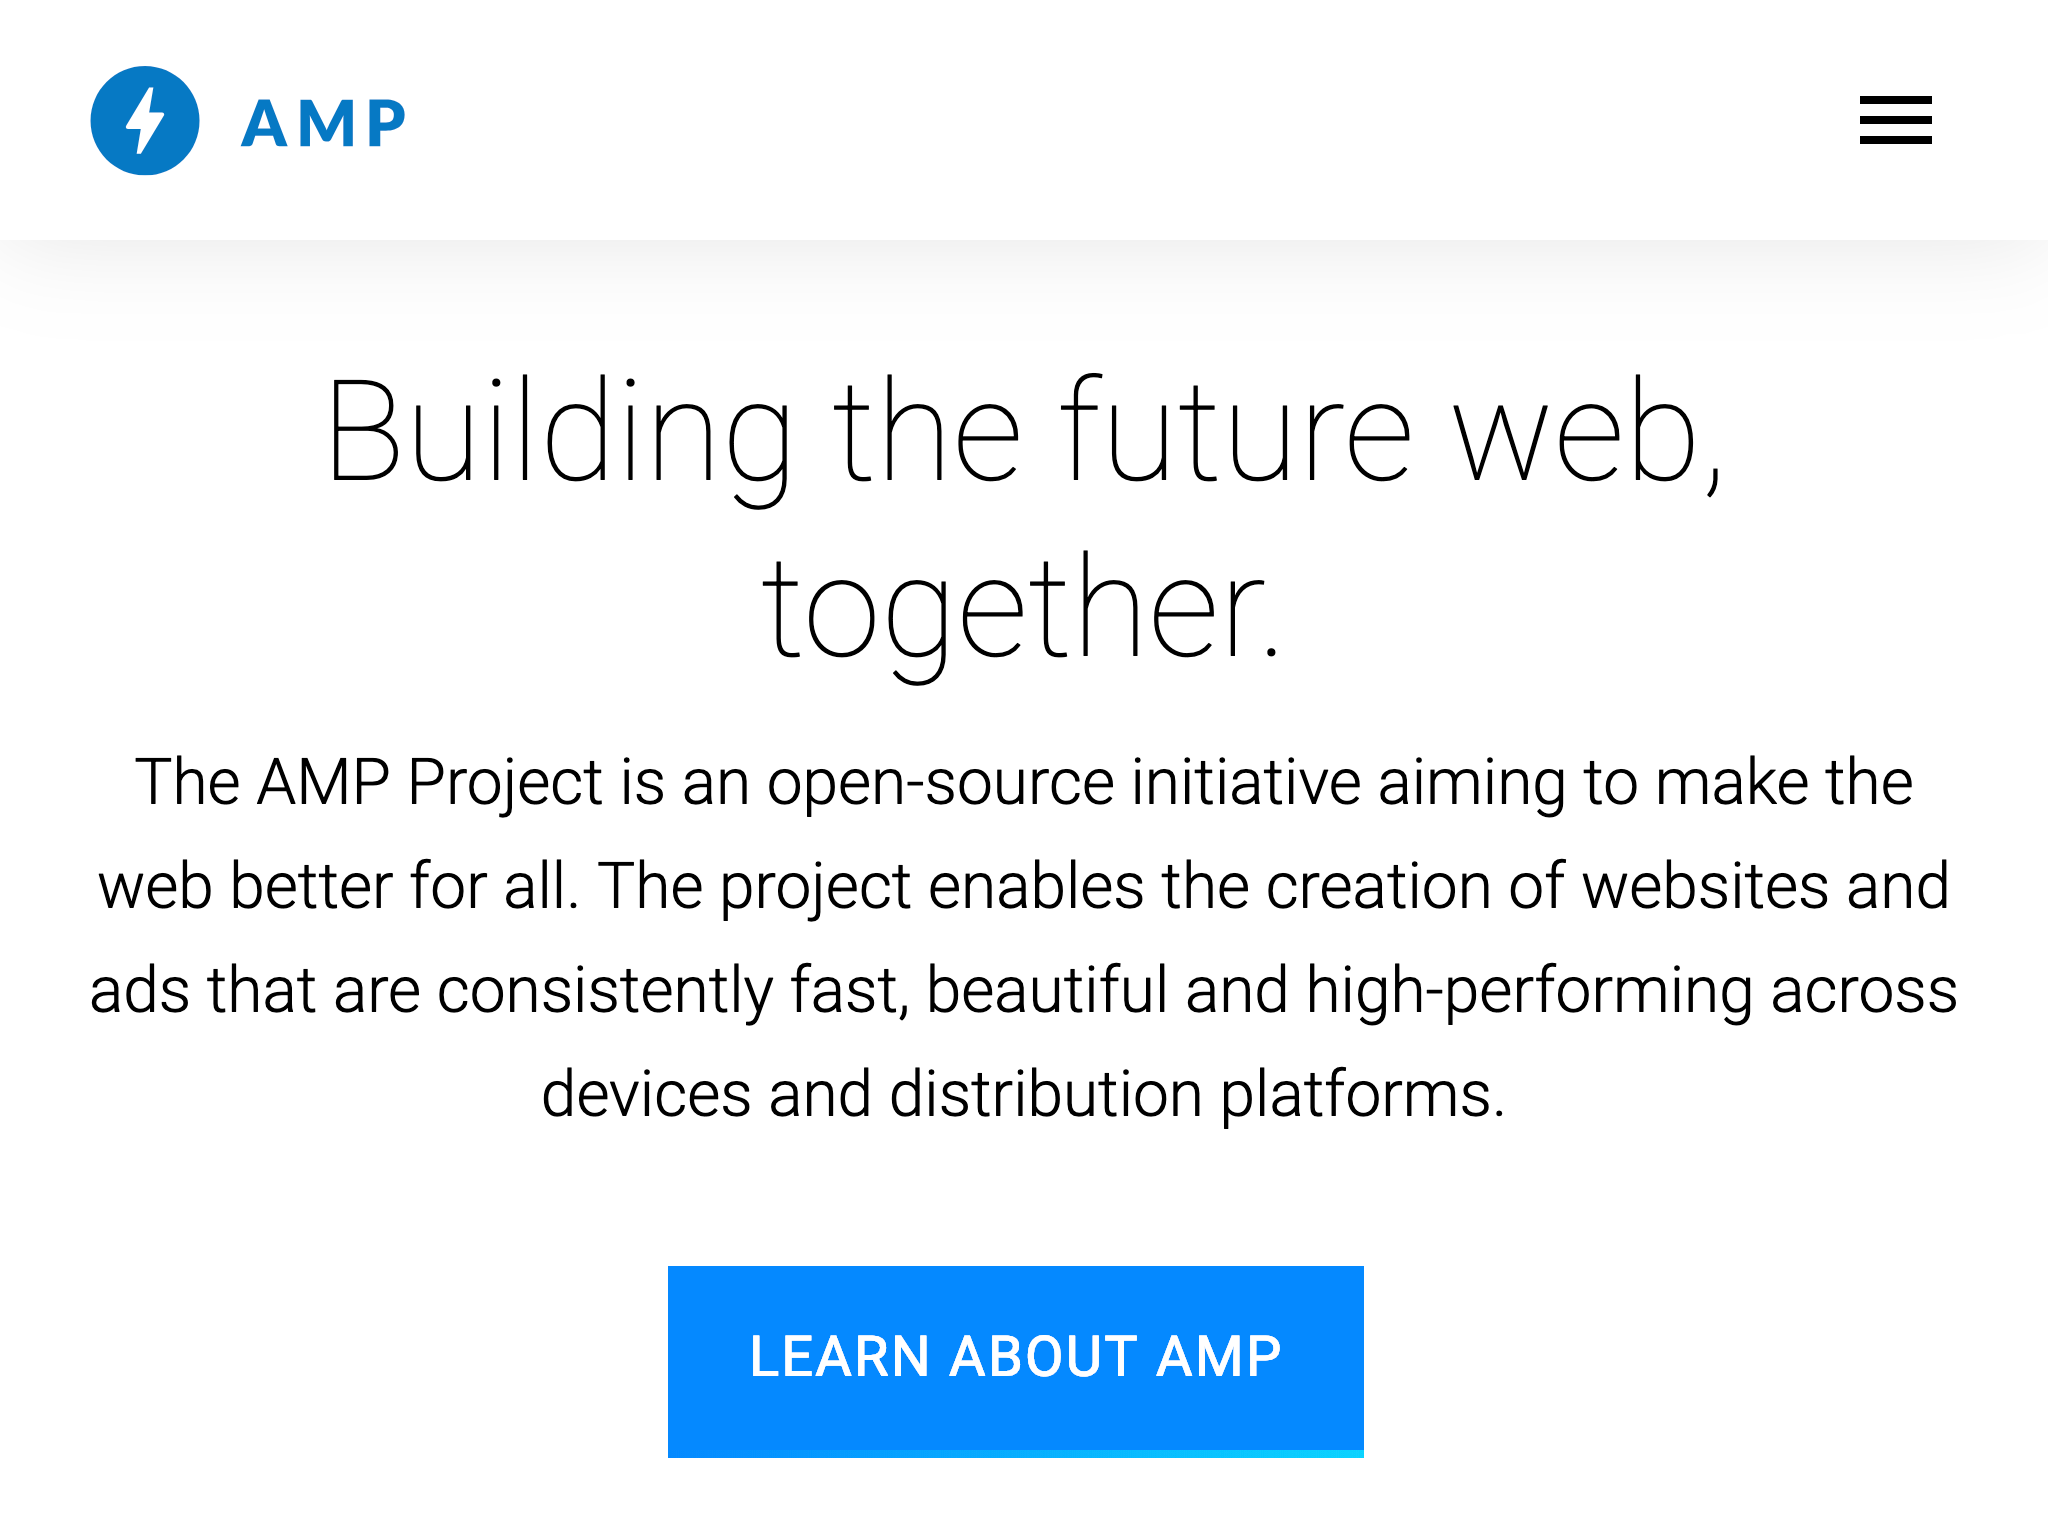 AMP
Building the future web,
together.
The AMP Project is an open-source initiative aiming to make the
web better for all. The project enables the creation of websites and
ads that are consistently fast, beautiful and high-performing across
devices and distribution platforms.
LEARN ABOUT AMP